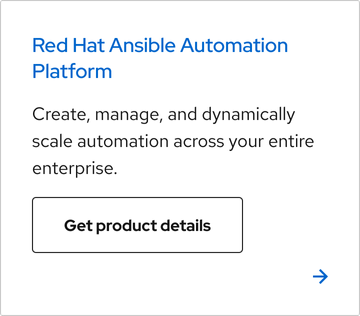 Red Hat Ansible Automation
Platform
Create, manage, and dynamically
scale automation across your entire
enterprise.
Get product details